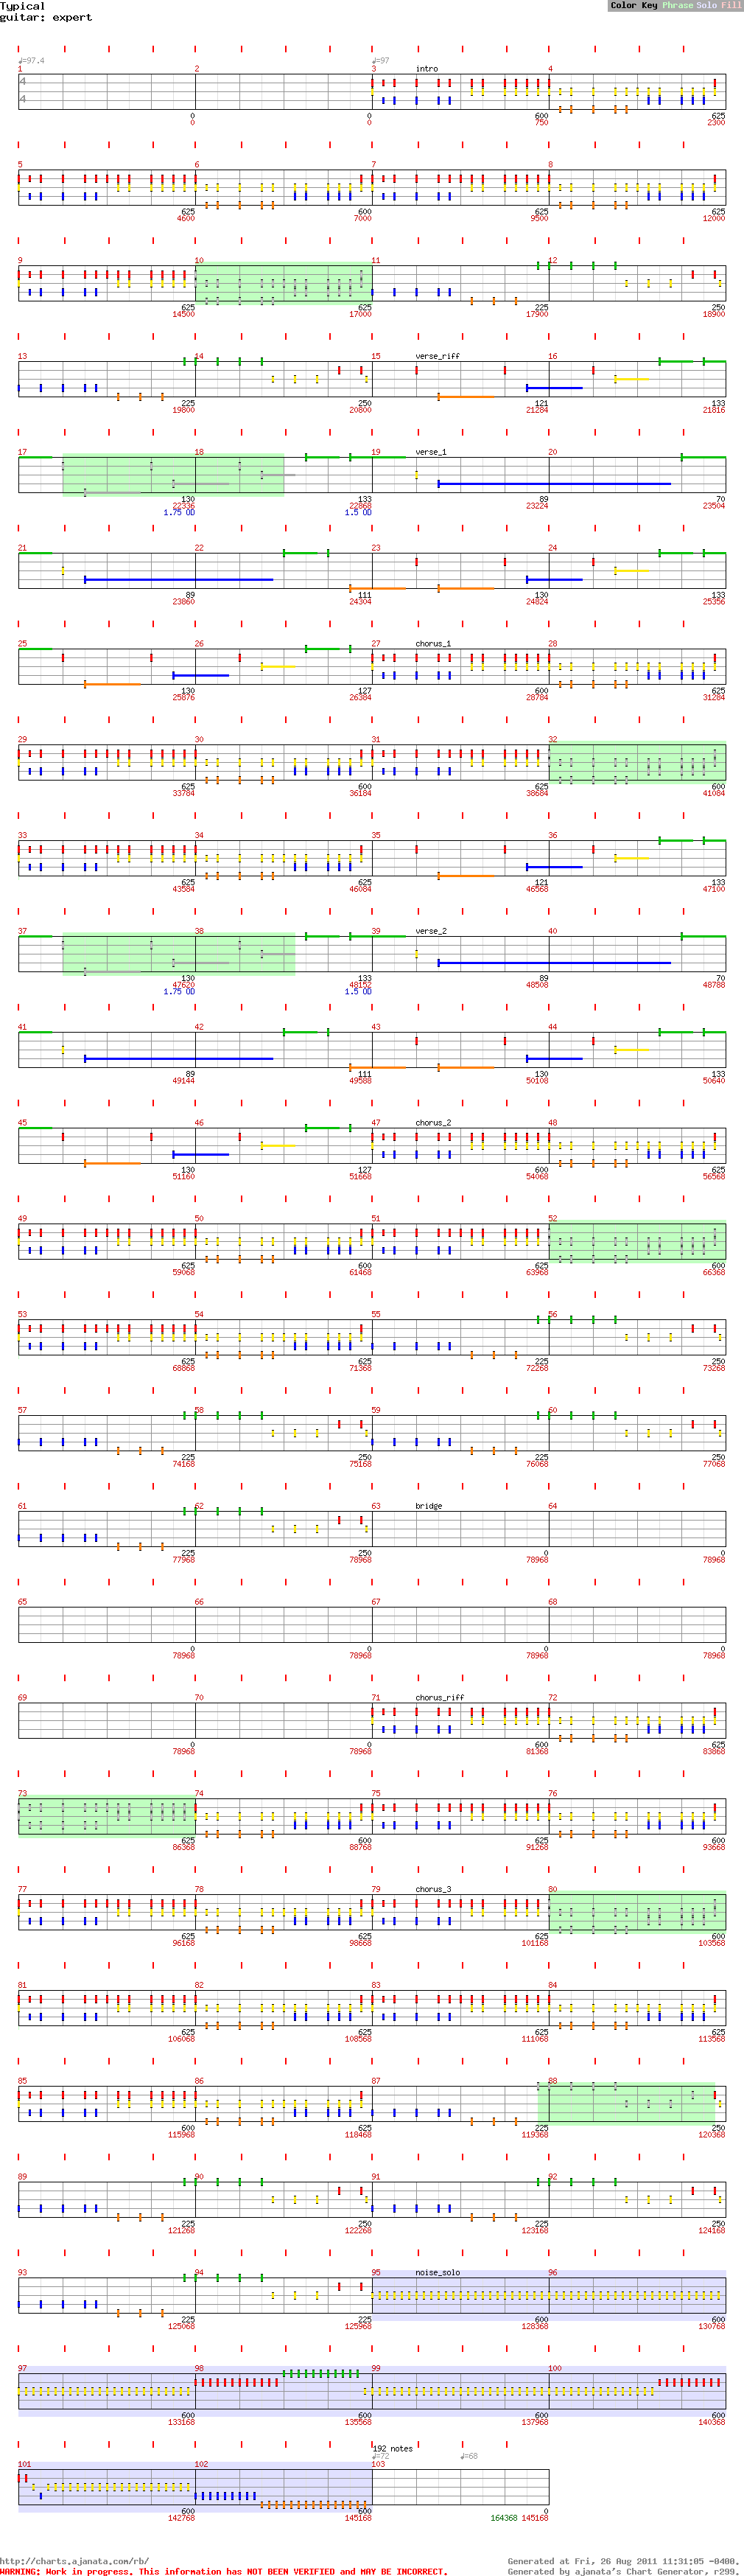 Typical
Color Key Phrase Solo Fill
guitar: expert
♩=97.4 ♩=97
1 2 3 intro 4
4
4
0 0 600 625
0 0 750 2300
5 6 7 8
625 600 625 625
4600 7000 9500 12000
9 10 11 12
625 625 225 250
14500 17000 17900 18900
13 14 15 verse_riff 16
225 250 121 133
19800 20800 21284 21816
17 18 19 verse_1 20
130 133 89 70
22336 22868 23224 23504
1.75 OD 1.5 OD
21 22 23 24
89 111 130 133
23860 24304 24824 25356
25 26 27 chorus_1 28
130 127 600 625
25876 26384 28784 31284
29 30 31 32
625 600 625 600
33784 36184 38684 41084
33 34 35 36
625 625 121 133
43584 46084 46568 47100
37 38 39 verse_2 40
130 133 89 70
47620 48152 48508 48788
1.75 OD 1.5 OD
41 42 43 44
89 111 130 133
49144 49588 50108 50640
45 46 47 chorus_2 48
130 127 600 625
51160 51668 54068 56568
49 50 51 52
625 600 625 600
59068 61468 63968 66368
53 54 55 56
625 625 225 250
68868 71368 72268 73268
57 58 59 60
225 250 225 250
74168 75168 76068 77068
61 62 63 bridge 64
225 250 0 0
77968 78968 78968 78968
65 66 67 68
0 0 0 0
78968 78968 78968 78968
69 70 71 chorus_riff 72
0 0 600 625
78968 78968 81368 83868
73 74 75 76
625 600 625 600
86368 88768 91268 93668
77 78 79 chorus_3 80
625 625 625 600
96168 98668 101168 103568
81 82 83 84
625 625 625 625
106068 108568 111068 113568
85 86 87 88
600 625 225 250
115968 118468 119368 120368
89 90 91 92
225 250 225 250
121268 122268 123168 124168
93 94 95 noise_solo 96
225 225 600 600
125068 125968 128368 130768
97 98 99 100
600 600 600 600
133168 135568 137968 140368
192 notes
♩=72 ♩=68
101 102 103
600 600 0
142768 145168 164368 145168
http://charts.ajanata.com/rb/
Generated at Fri, 26 Aug 2011 11:31:05 -0400.
WARNING: Work in progress. This information has NOT BEEN VERIFIED and MAY BE INCORRECT.
Generated by ajanata's Chart Generator, r299.